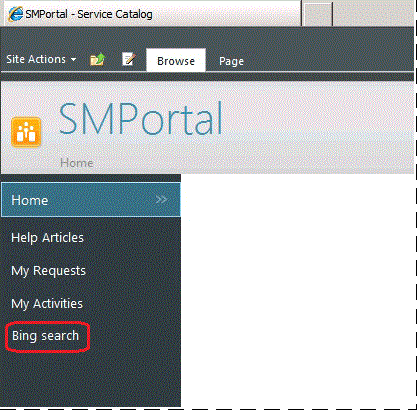 SMPortal - Service Catalog
Site Actions Browse Page
SMPortal
Home
Home
Help Articles
My Requests
My Activities
Bing search